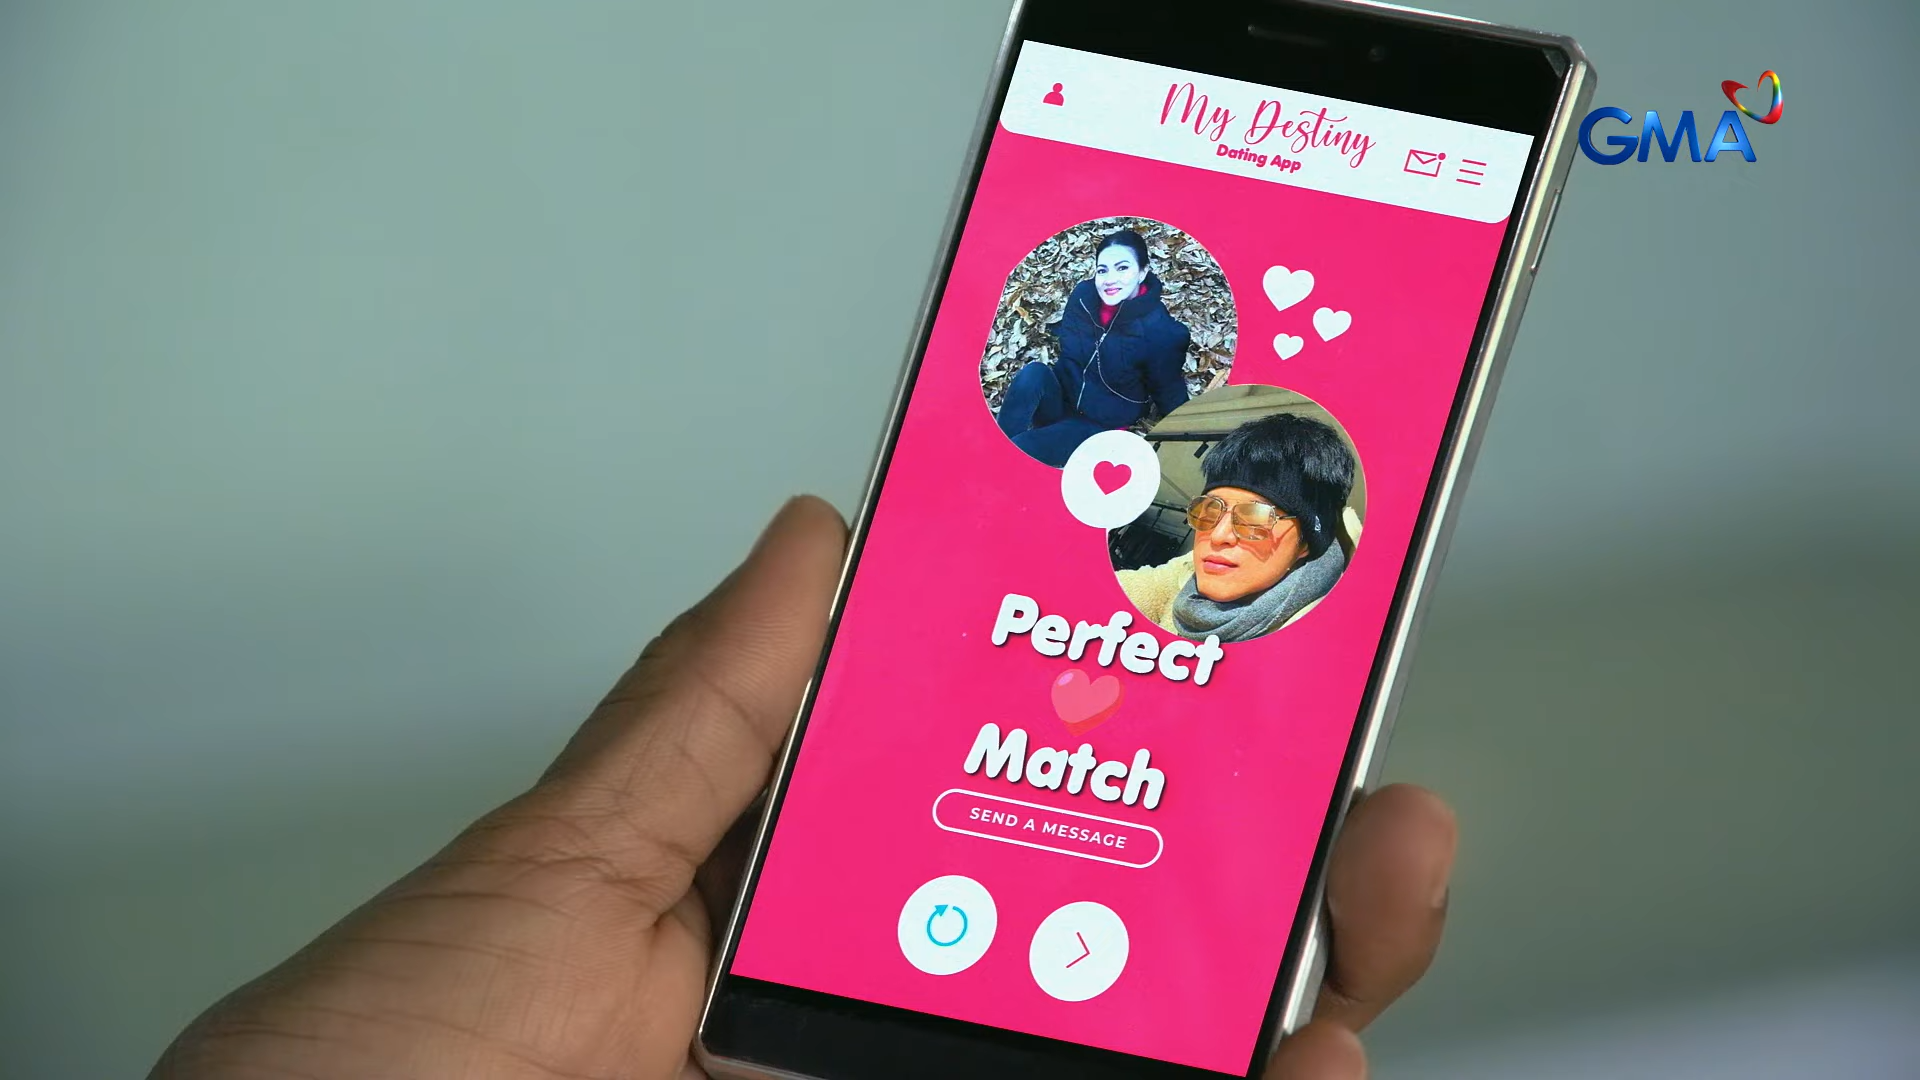 My Destiny
Dating App
GMA
Perfect
Match
SEND A MESSAGE